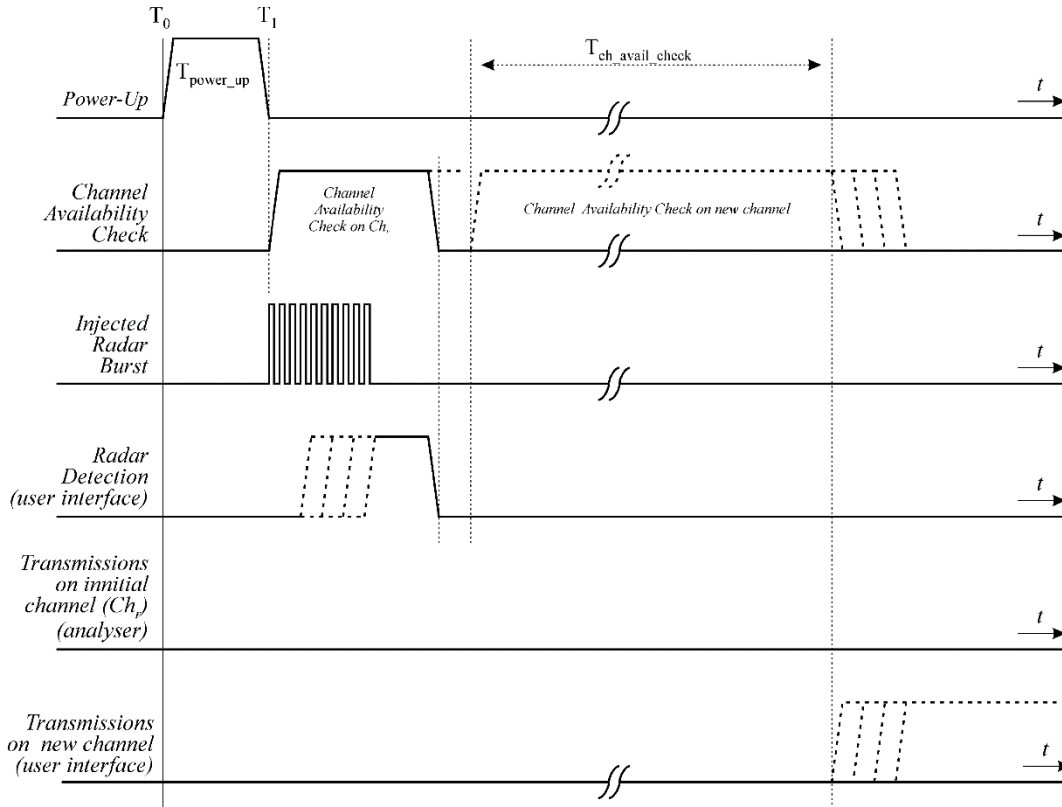 T0 T1
Tch_avail_check
Tpower_up
Power-Up
t
Channel
Availability
Check
Channel
Availability
Check on Chr
Channel Availability Check on new channel
t
Injected
Radar
Burst
t
Radar
Detection
(user interface)
t
Transmissions
on innitial
channel (Chr)
(analyser)
t
Transmissions
on new channel
(user interface)
t